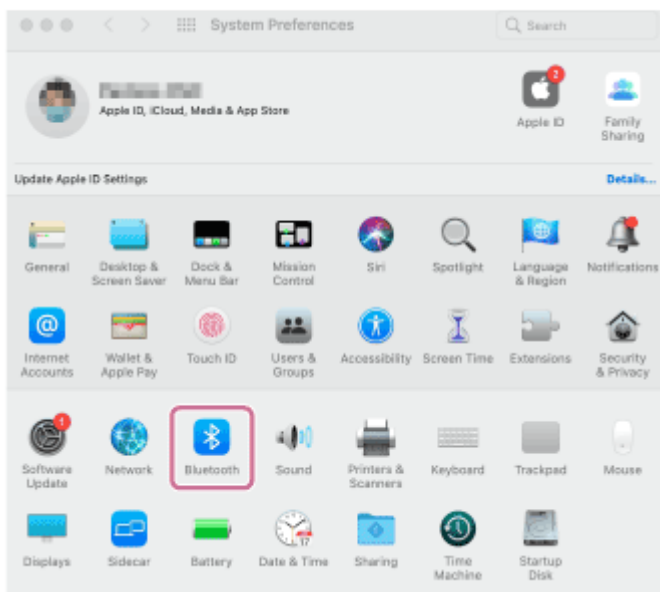 System Preferences
Search
Apple ID, iCloud, Media & App Store
2
Apple ID
Family
Sharing
Update Apple ID Settings
Details...
General
Desktop &
Screen Saver
Dock &
Menu Bar
Mission
Control
Siri
Spotlight
Language
& Region
Notifications
@
Internet
Accounts
Wallet &
Apple Pay
Touch ID
Users &
Groups
Accessibility
Screen Time
Extensions
Security
& Privacy
1
Software
Update
Network
Bluetooth
Sound
Printers &
Scanners
Keyboard
Trackpad
Mouse
Displays
Sidecar
Battery
17
Date & Time
Sharing
Time
Machine
Startup
Disk